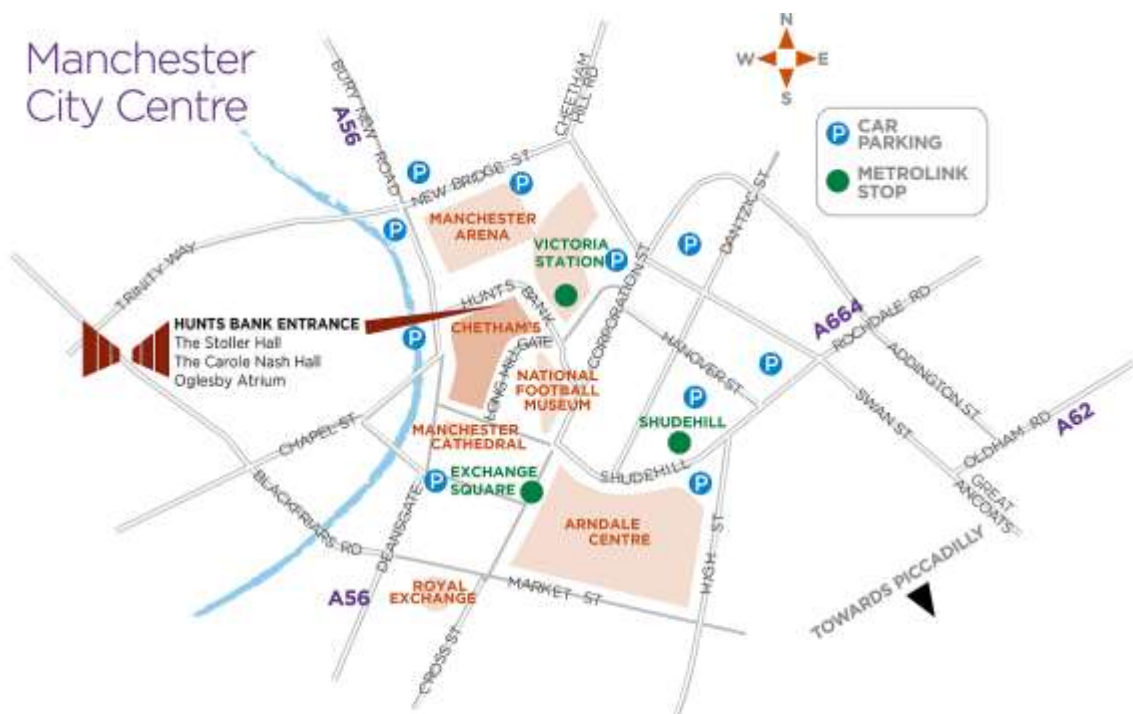 Manchester
City Centre
N
W
E
S
P
CAR
PARKING
METROLINK
STOP
A56
BURY NEW ROAD
CHEETHAM
HILL RD
NEW BRIDGE ST
P
P
P
MANCHESTER
ARENA
VICTORIA
STATION
P
P
CORPORATION ST
DANTZIC ST
TRINITY WAY
HUNTS BANK
HUNTS BANK ENTRANCE
The Stoller Hall
The Carole Nash Hall
Oglesby Atrium
P
CHETHAM'S
LONG MILLGATE
NATIONAL
FOOTBALL
MUSEUM
HANOVER ST
P
P
A664
ROCHDALE RD
ADDINGTON ST
SWAN ST
OLDHAM RD
A62
GREAT
ANCOATS
SHUDEHILL
SHUDEHILL
P
CHAPEL ST
MANCHESTER
CATHEDRAL
P
EXCHANGE
SQUARE
BLACKFRIARS RD
DEANSGATE
ARNDALE
CENTRE
HIGH ST
MARKET ST
A56
ROYAL
EXCHANGE
CROSS ST
TOWARDS PICCADILLY